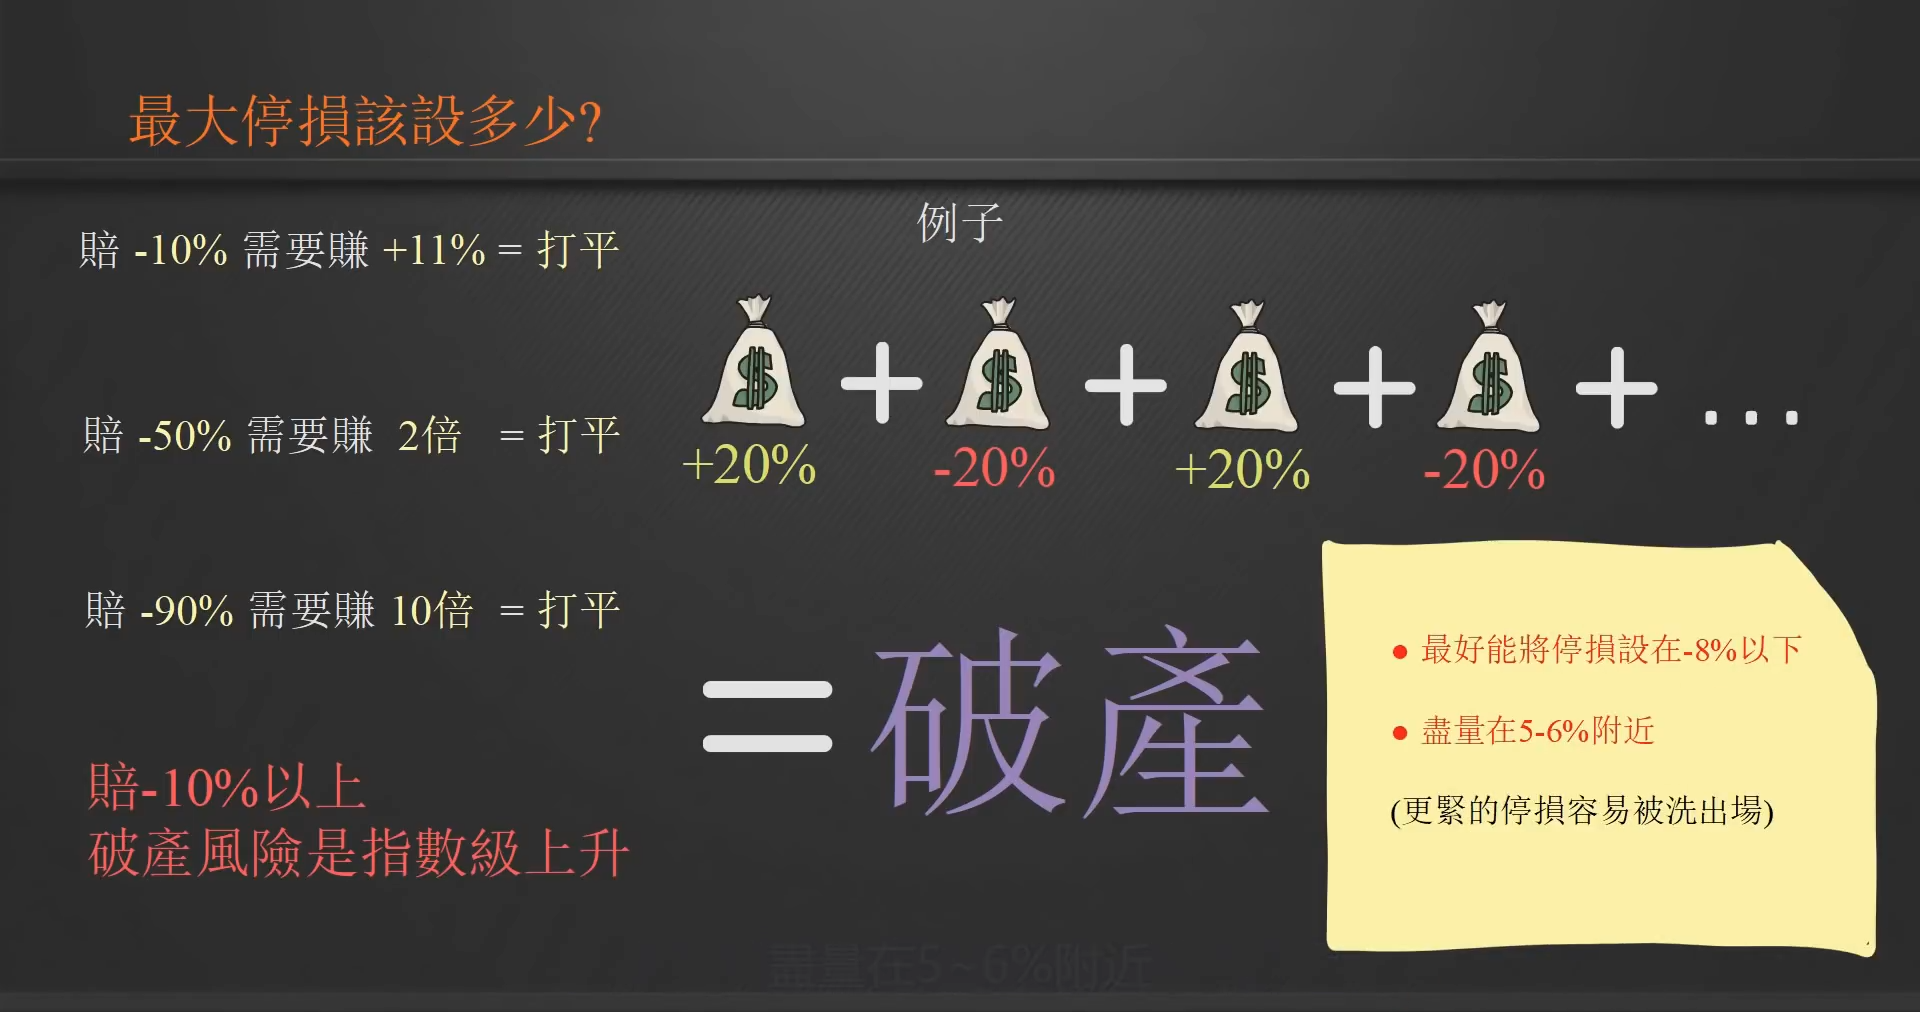 最大停損該設多少?
賠 -10% 需要賺 +11% = 打平
賠 -50% 需要賺 2倍 = 打平
賠 -90% 需要賺 10倍 = 打平
賠-10%以上
破產風險是指數級上升
例子
$ + $ + $ + $ + ...
+20% -20% +20% -20%
= 破產
● 最好能將停損設在-8%以下
● 盡量在5-6%附近
(更緊的停損容易被洗出場)
盡量在5~6%附近